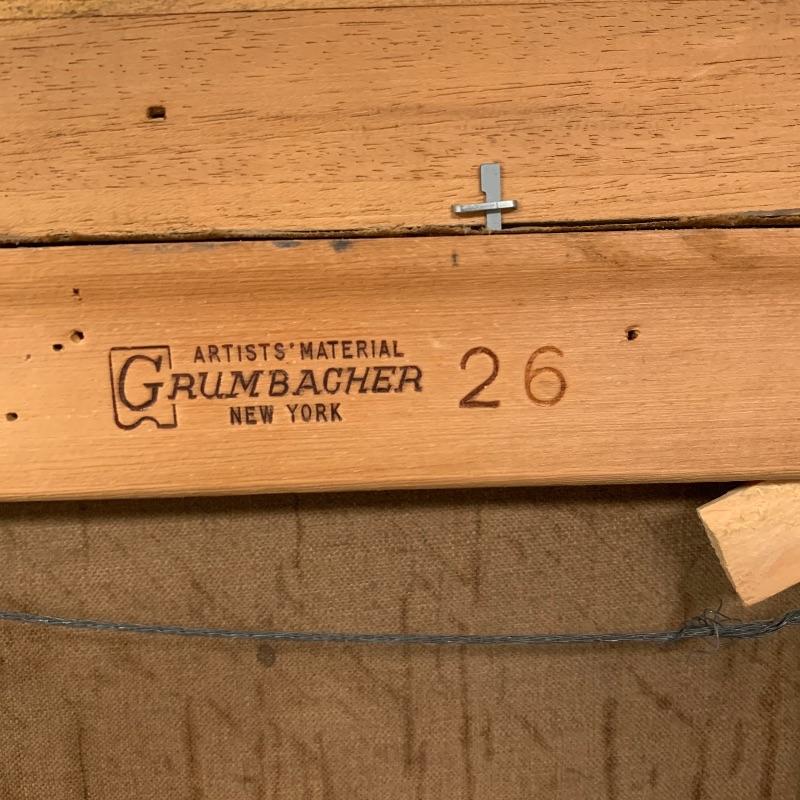 ARTISTS' MATERIAL
GRUMBACHER
NEW YORK
26